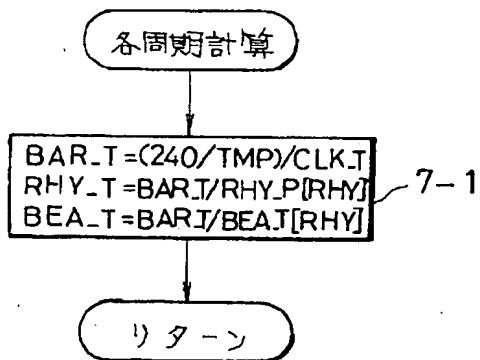 各周期計算
BAR_T=(240/TMP)/CLK_T
RHY_T=BAR_T/RHY_P[RHY]
BEA_T=BAR_T/BEA_T[RHY]
7-1
リターン